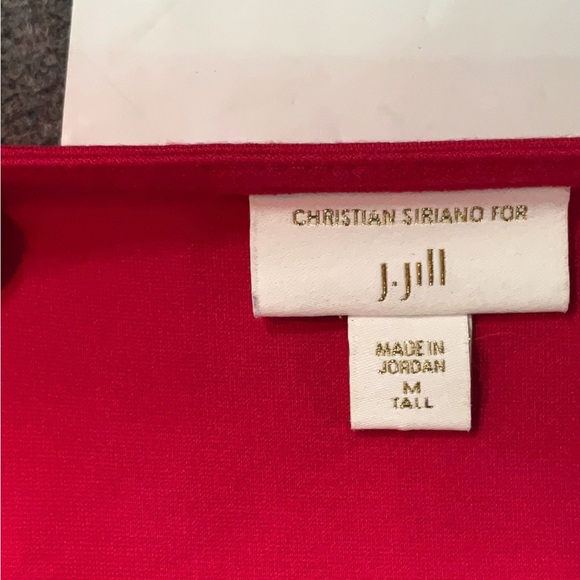 CHRISTIAN SIRIANO FOR
J.Jill
MADE IN
JORDAN
M
TALL